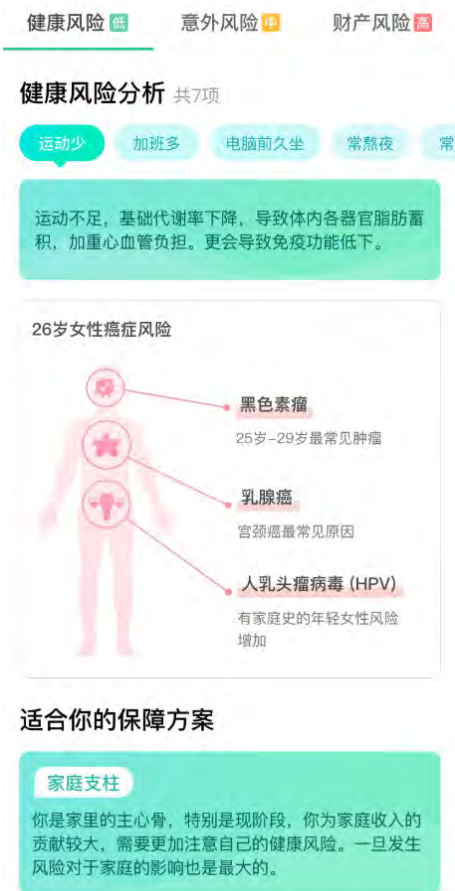 健康风险 低 意外风险 中 财产风险 高
健康风险分析 共7项
运动少 加班多 电脑前久坐 常熬夜 常
运动不足，基础代谢率下降，导致体内各器官脂肪蓄
积，加重心血管负担。更会导致免疫功能低下。
26岁女性癌症风险
黑色素瘤
25岁-29岁最常见肿瘤
乳腺癌
宫颈癌最常见原因
人乳头瘤病毒 (HPV)
有家庭史的年轻女性风险
增加
适合你的保障方案
家庭支柱
你是家里的主心骨，特别是现阶段，你为家庭收入的
贡献较大，需要更加注意自己的健康风险。一旦发生
风险对于家庭的影响也是最大的。